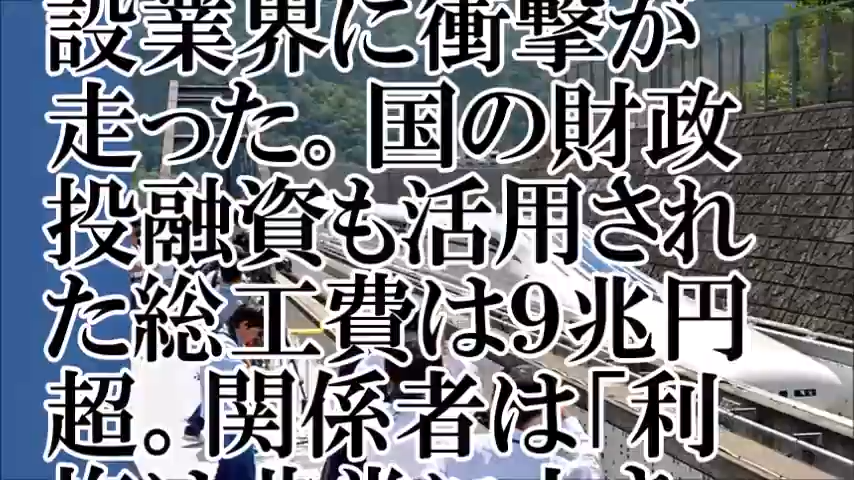 設業界に衝撃が
走った。国の財政
投融資も活用され
た総工費は9兆円
超。関係者は「利